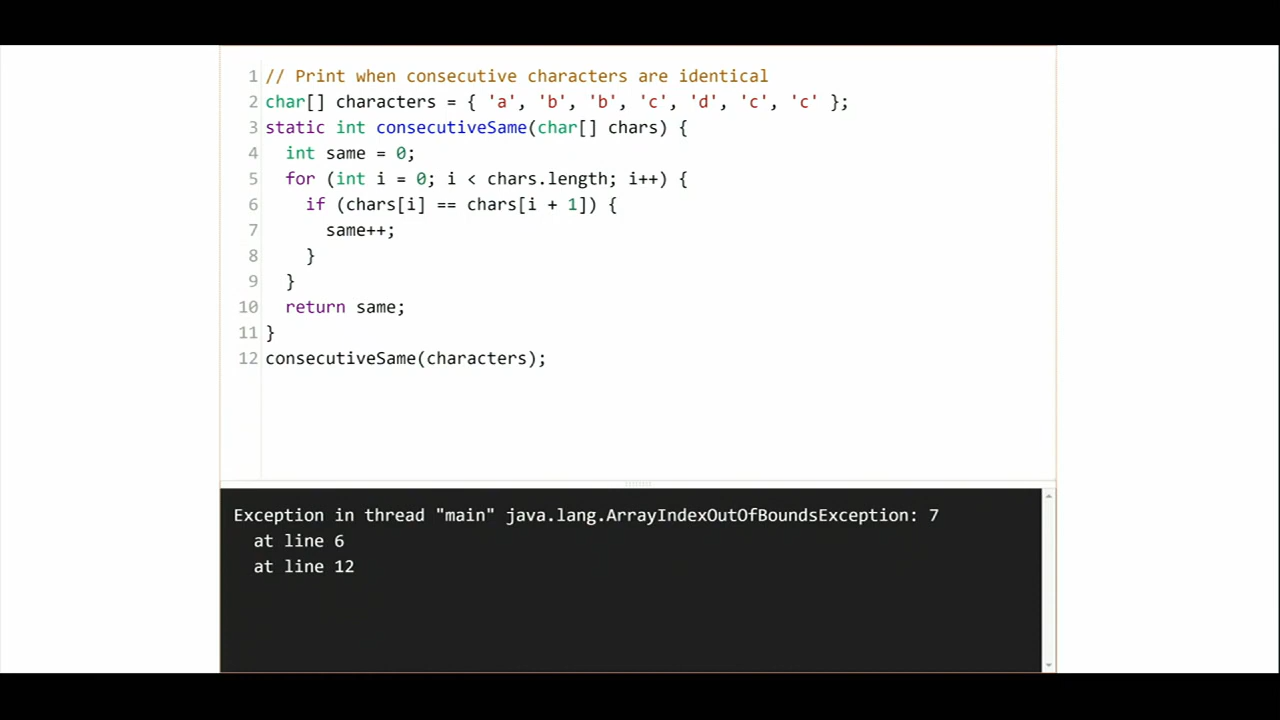 1 // Print when consecutive characters are identical
2 char[] characters = { 'a', 'b', 'b', 'c', 'd', 'c', 'c' };
3 static int consecutiveSame(char[] chars) {
4   int same = 0;
5   for (int i = 0; i < chars.length; i++) {
6     if (chars[i] == chars[i + 1]) {
7       same++;
8     }
9   }
10   return same;
11 }
12 consecutiveSame(characters);
Exception in thread "main" java.lang.ArrayIndexOutOfBoundsException: 7
  at line 6
  at line 12